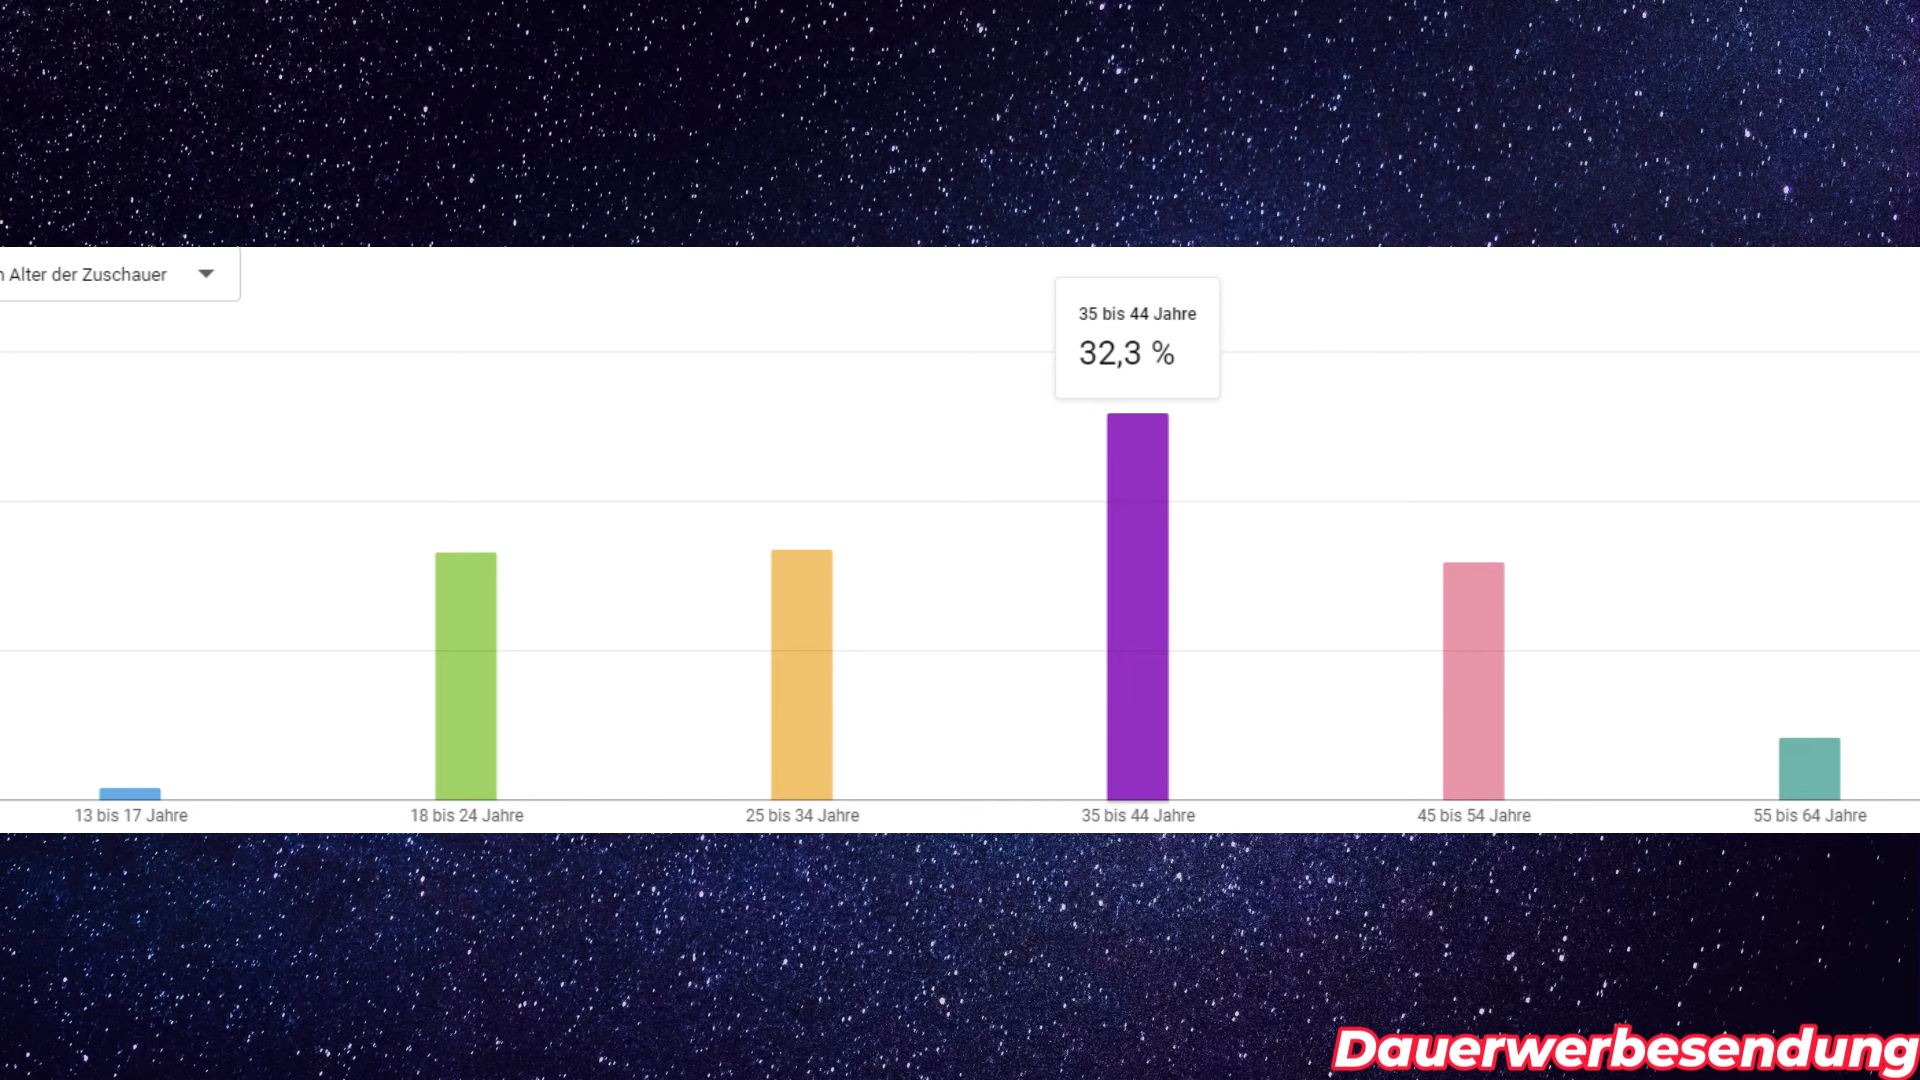 Alter der Zuschauer
35 bis 44 Jahre
32,3 %
13 bis 17 Jahre
18 bis 24 Jahre
25 bis 34 Jahre
35 bis 44 Jahre
45 bis 54 Jahre
55 bis 64 Jahre
Dauerwerbesendung